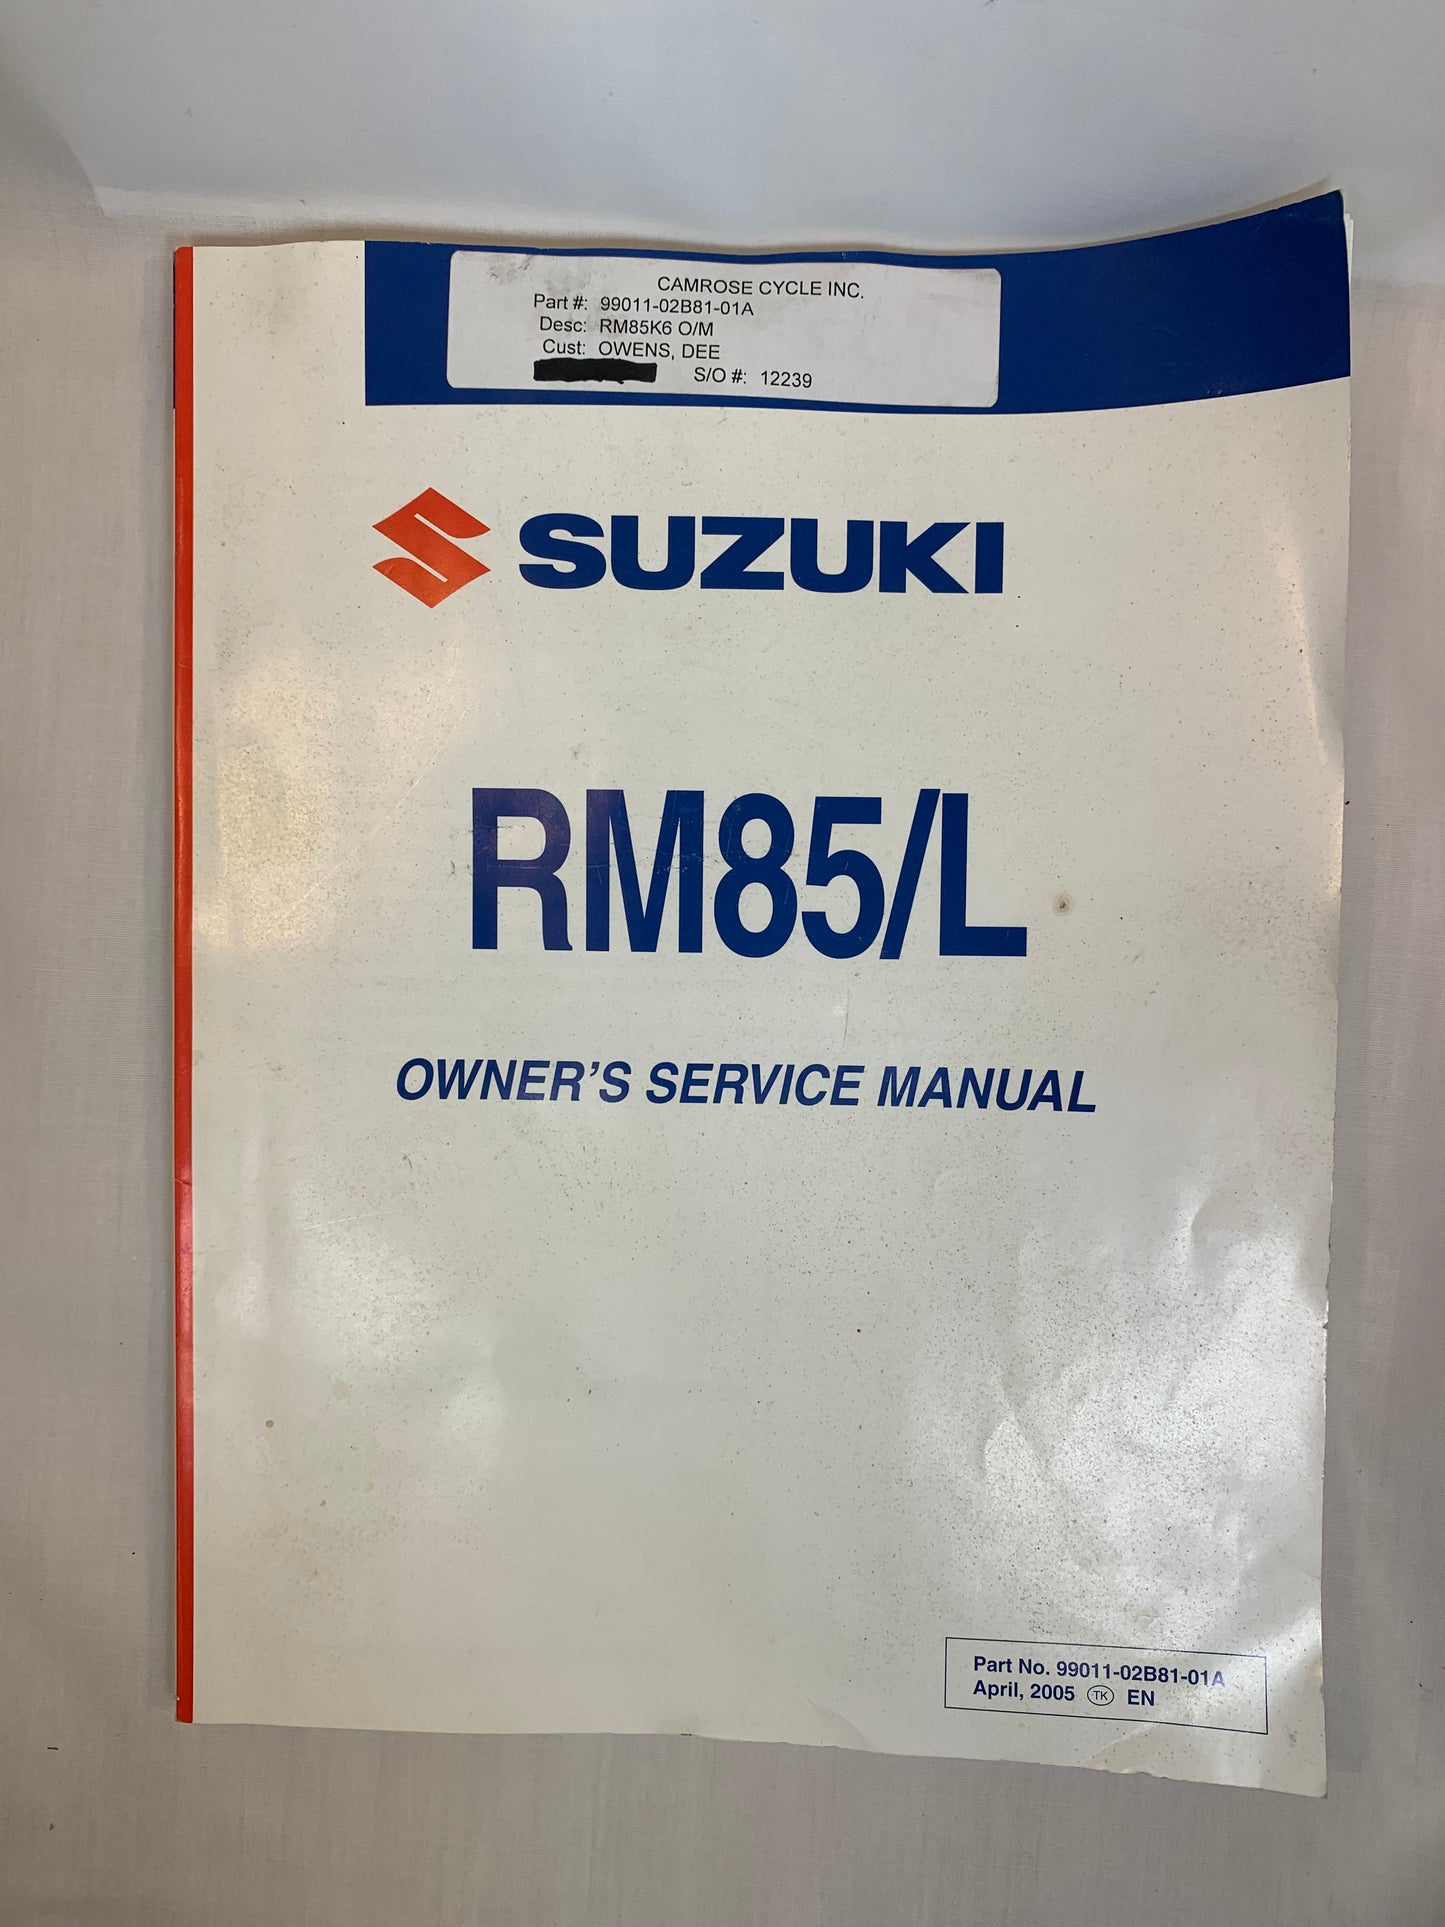 CAMROSE CYCLE INC.
Part #: 99011-02B81-01A
Desc: RM85K6 O/M
Cust: OWENS, DEE
S/O #: 12239
SUZUKI
RM85/L
OWNER'S SERVICE MANUAL
Part No. 99011-02B81-01A
April, 2005 TK EN